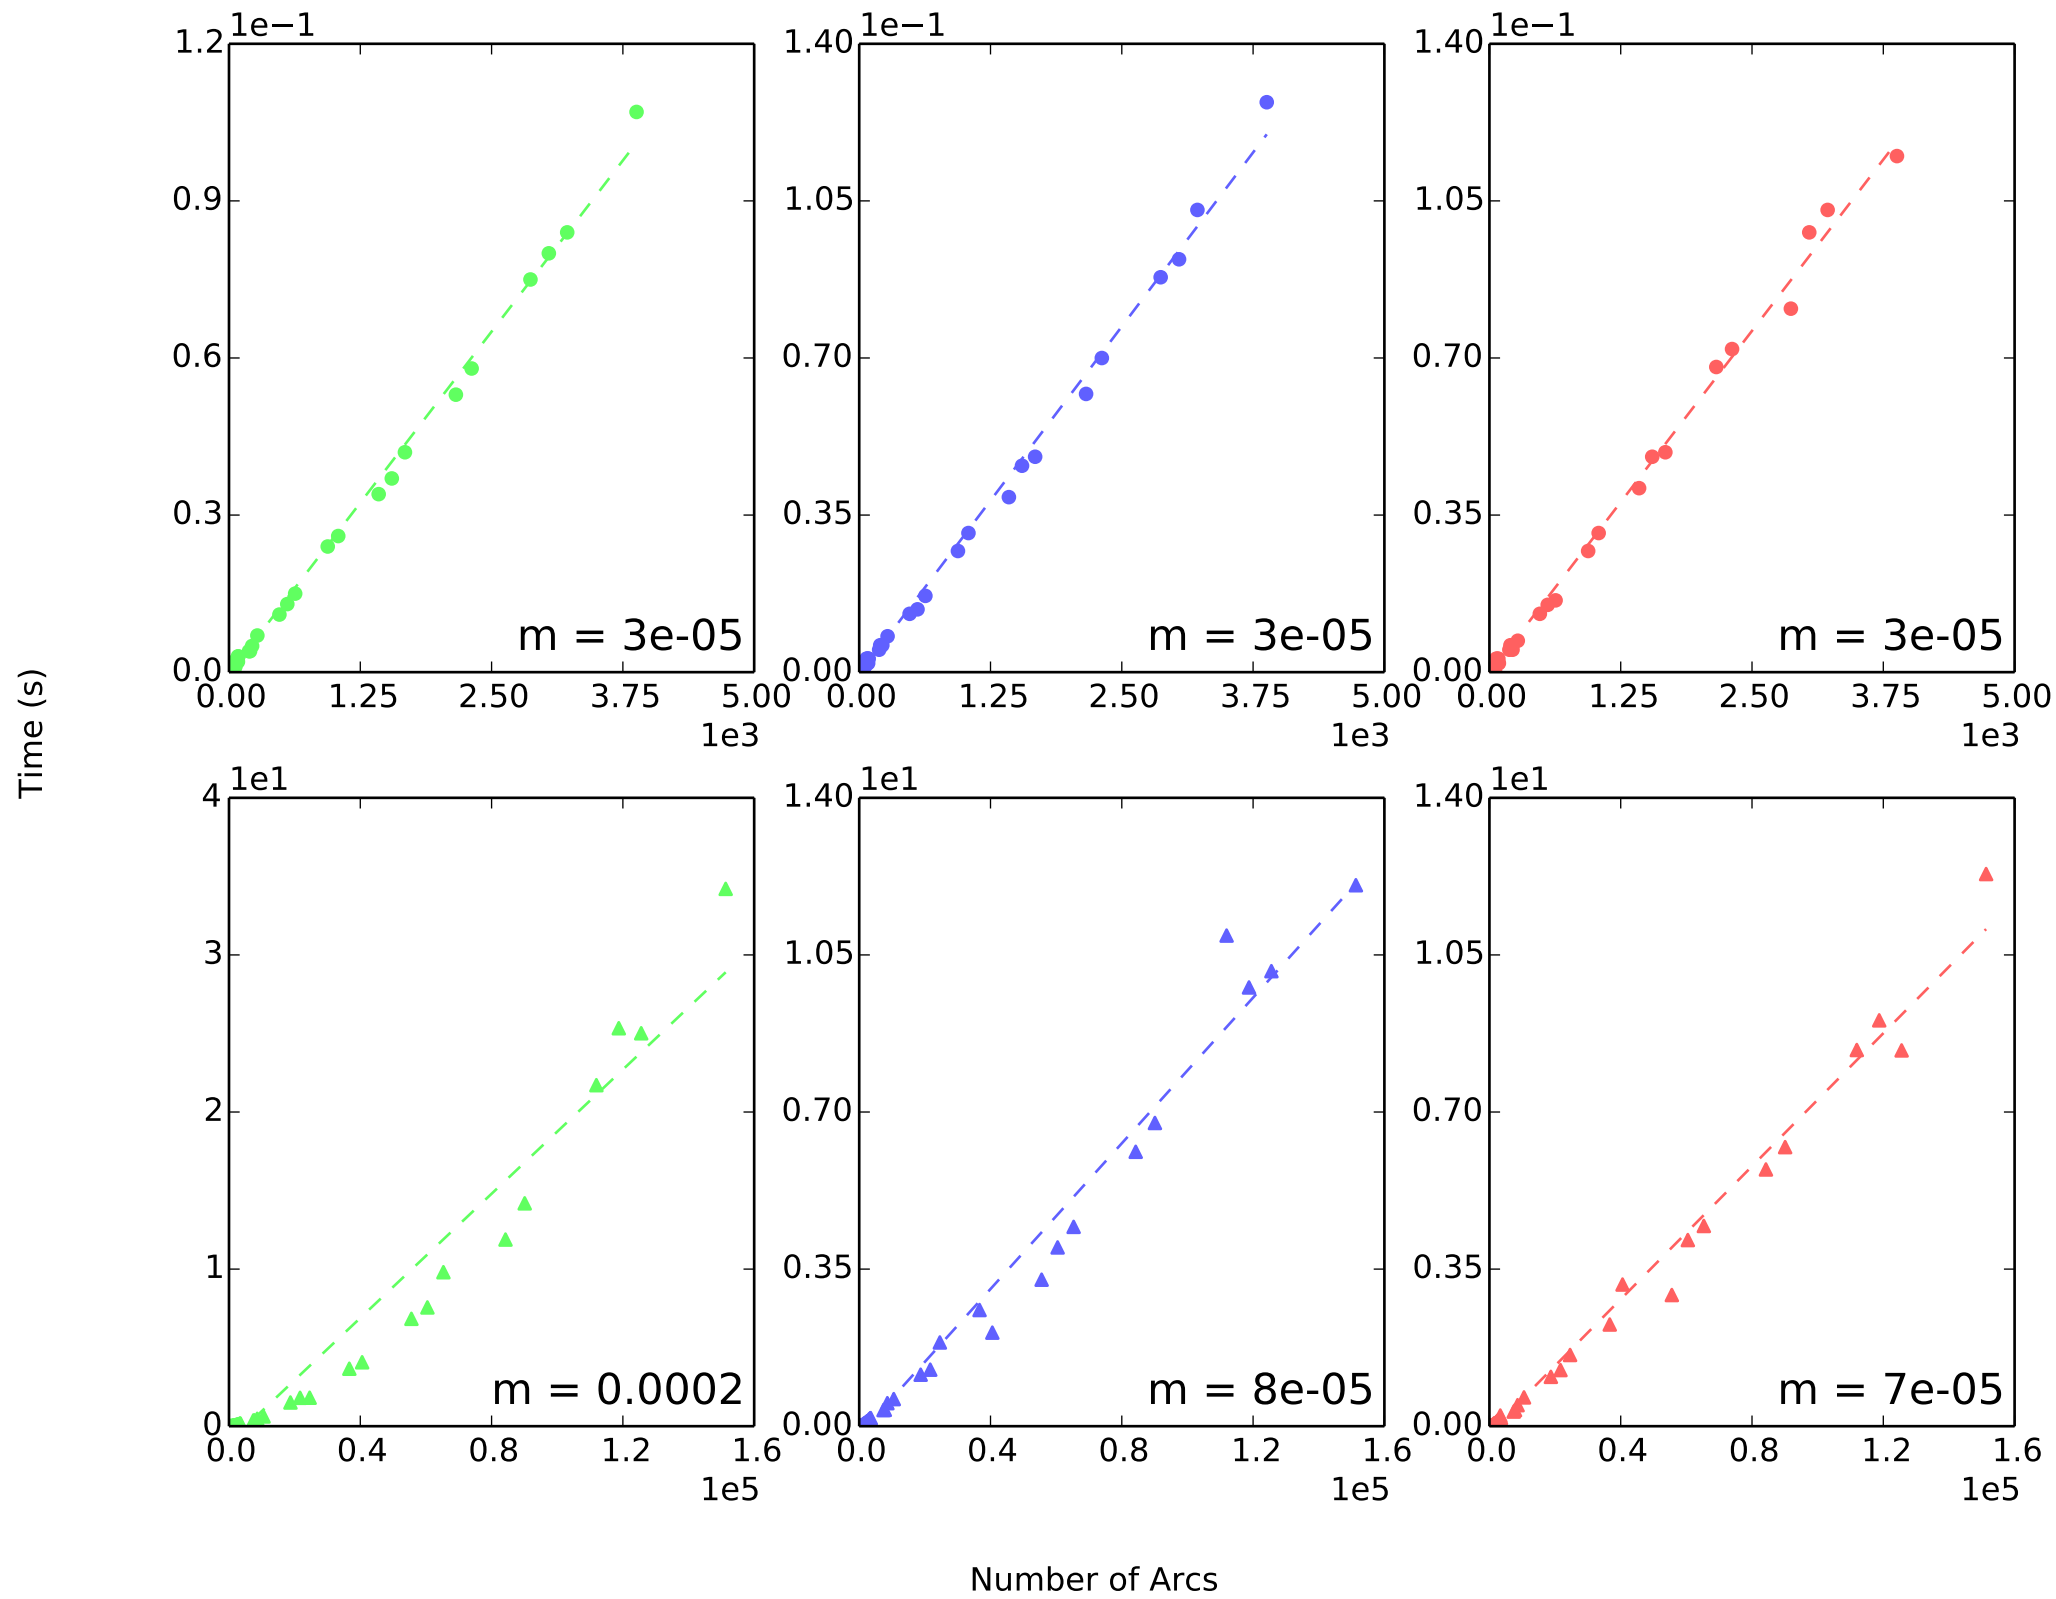 1e−1 1e−1 1e−1
1.2 1.40 1.40
0.9 1.05 1.05
0.6 0.70 0.70
0.3 0.35 0.35
m = 3e-05 m = 3e-05 m = 3e-05
0.0 0.00 0.00
0.00 1.25 2.50 3.75 5.00 0.00 1.25 2.50 3.75 5.00 0.00 1.25 2.50 3.75 5.00
1e3 1e3 1e3
Time (s)
1e1 1e1 1e1
4 1.40 1.40
3 1.05 1.05
2 0.70 0.70
1 0.35 0.35
m = 0.0002 m = 8e-05 m = 7e-05
0 0.00 0.00
0.0 0.4 0.8 1.2 1.6 0.0 0.4 0.8 1.2 1.6 0.0 0.4 0.8 1.2 1.6
1e5 1e5 1e5
Number of Arcs